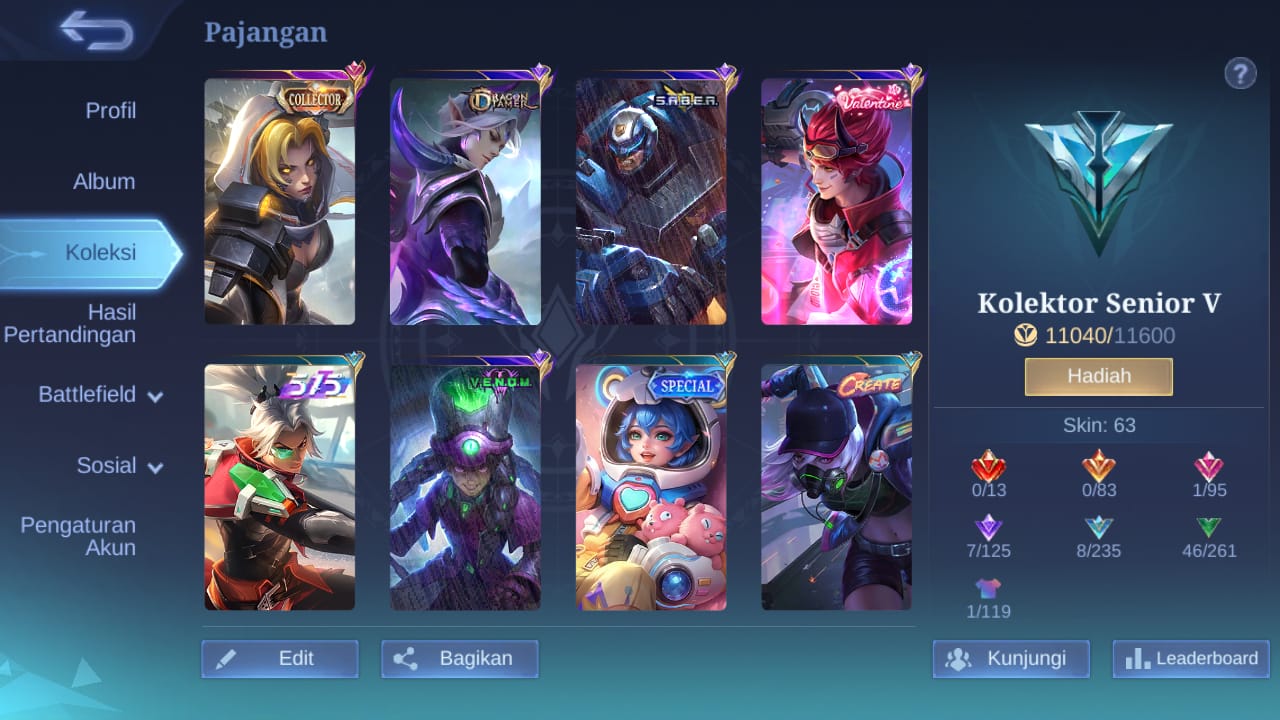 Pajangan
?
Profil
Album
Koleksi
Hasil
Pertandingan
Battlefield
Sosial
Pengaturan
Akun
COLLECTOR
DRAGON
TAMER
S.A.B.E.R.
Valentine
515
V.E.N.O.M.
SPECIAL
CREATE
Edit
Bagikan
Kolektor Senior V
11040/11600
Hadiah
Skin: 63
0/13
0/83
1/95
7/125
8/235
46/261
1/119
Kunjungi
Leaderboard